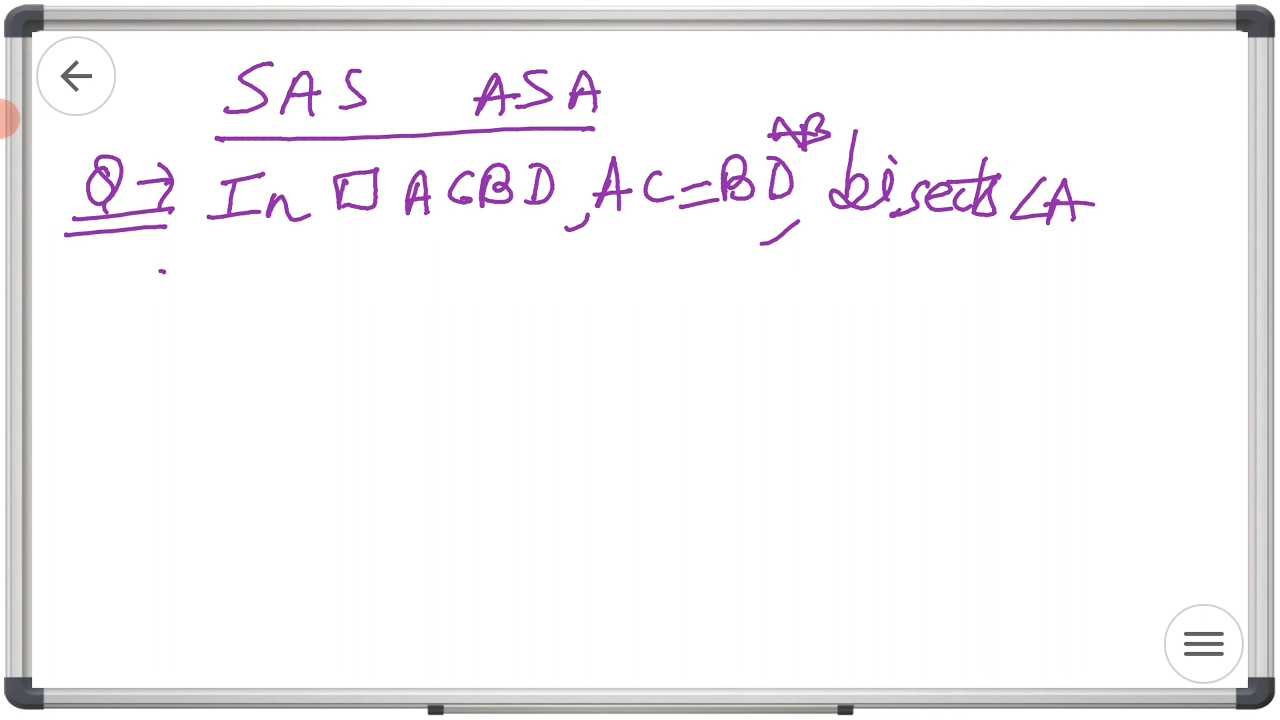 SAS ASA
Q→ In □ ACBD, AC=BD, AB bisects ∠A